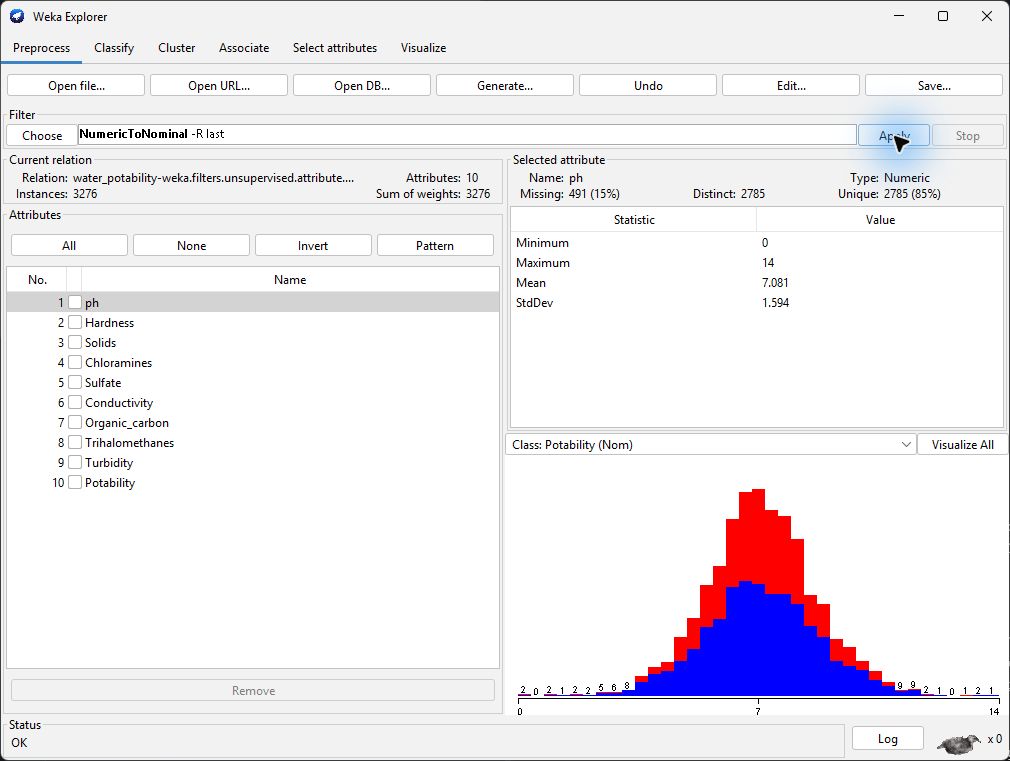 Weka Explorer
Preprocess Classify Cluster Associate Select attributes Visualize
Open file... Open URL... Open DB... Generate... Undo Edit... Save...
Filter
Choose NumericToNominal -R last Apply Stop
Current relation
Relation: water_potability-weka.filters.unsupervised.attribute.... Attributes: 10
Instances: 3276 Sum of weights: 3276
Attributes
All None Invert Pattern
No. Name
1 ph
2 Hardness
3 Solids
4 Chloramines
5 Sulfate
6 Conductivity
7 Organic_carbon
8 Trihalomethanes
9 Turbidity
10 Potability
Remove
Selected attribute
Name: ph Type: Numeric
Missing: 491 (15%) Distinct: 2785 Unique: 2785 (85%)
Statistic Value
Minimum 0
Maximum 14
Mean 7.081
StdDev 1.594
Class: Potability (Nom) Visualize All
2 0 2 1 2 2 5 6 8 9 9 2 1 0 1 2 1
0 7 14
Status
OK
Log x 0